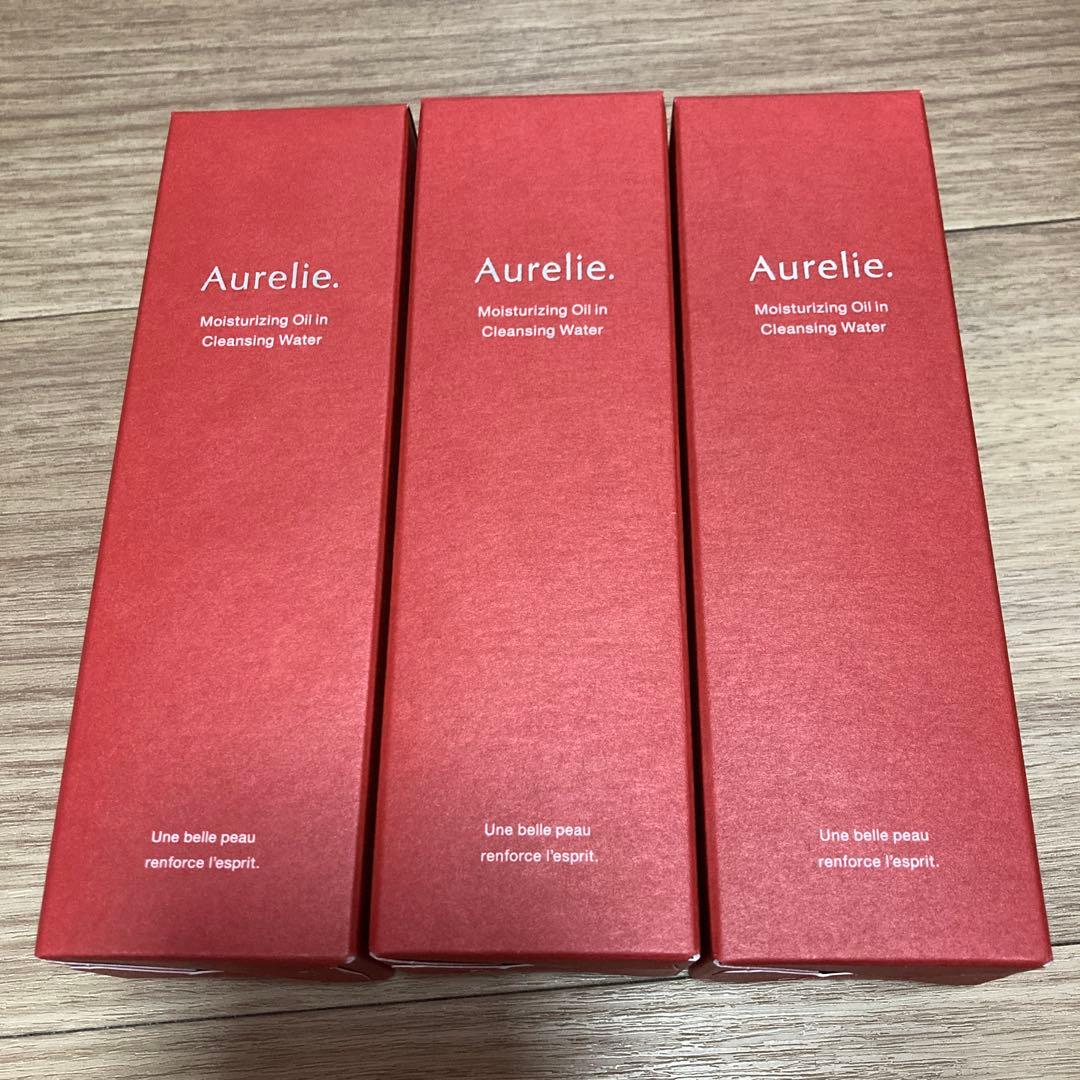 Aurelie.
Moisturizing Oil in
Cleansing Water
Une belle peau
renforce l'esprit.
Aurelie.
Moisturizing Oil in
Cleansing Water
Une belle peau
renforce l'esprit.
Aurelie.
Moisturizing Oil in
Cleansing Water
Une belle peau
renforce l'esprit.